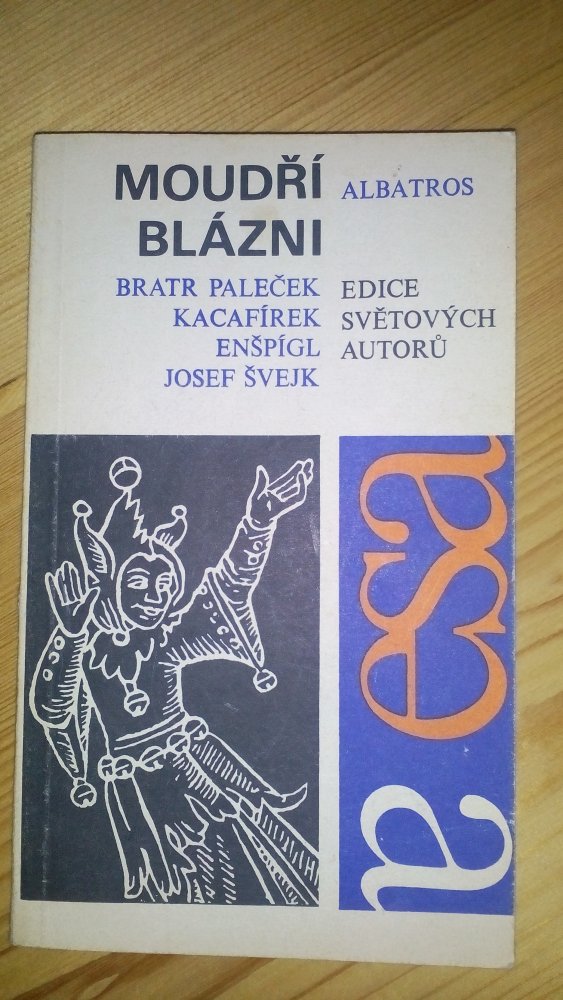 MOUDŘÍ
BLÁZNI
BRATR PALEČEK
KACAFÍREK
ENŠPÍGL
JOSEF ŠVEJK
ALBATROS
EDICE
SVĚTOVÝCH
AUTORŮ
esa
a